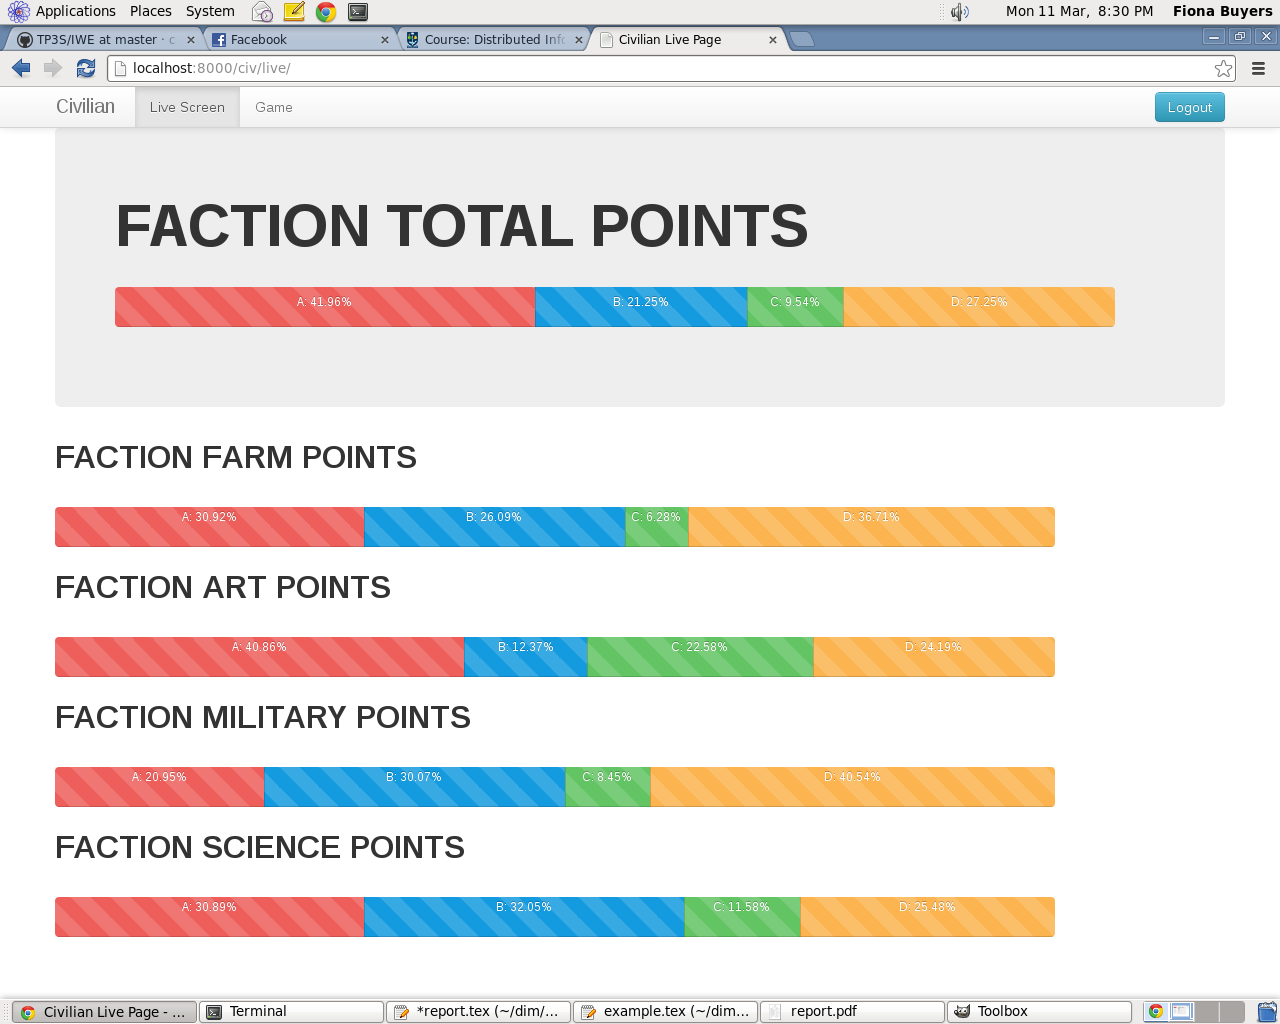 Applications Places System Mon 11 Mar, 8:30 PM Fiona Buyers
TP3S/IWE at master · c Facebook Course: Distributed Info Civilian Live Page
localhost:8000/civ/live/
Civilian Live Screen Game Logout
FACTION TOTAL POINTS
A: 41.96% B: 21.25% C: 9.54% D: 27.25%
FACTION FARM POINTS
A: 30.92% B: 26.09% C: 6.28% D: 36.71%
FACTION ART POINTS
A: 40.86% B: 12.37% C: 22.58% D: 24.19%
FACTION MILITARY POINTS
A: 20.95% B: 30.07% C: 8.45% D: 40.54%
FACTION SCIENCE POINTS
A: 30.89% B: 32.05% C: 11.58% D: 25.48%
Civilian Live Page - ... Terminal *report.tex (~/dim/... example.tex (~/dim... report.pdf Toolbox